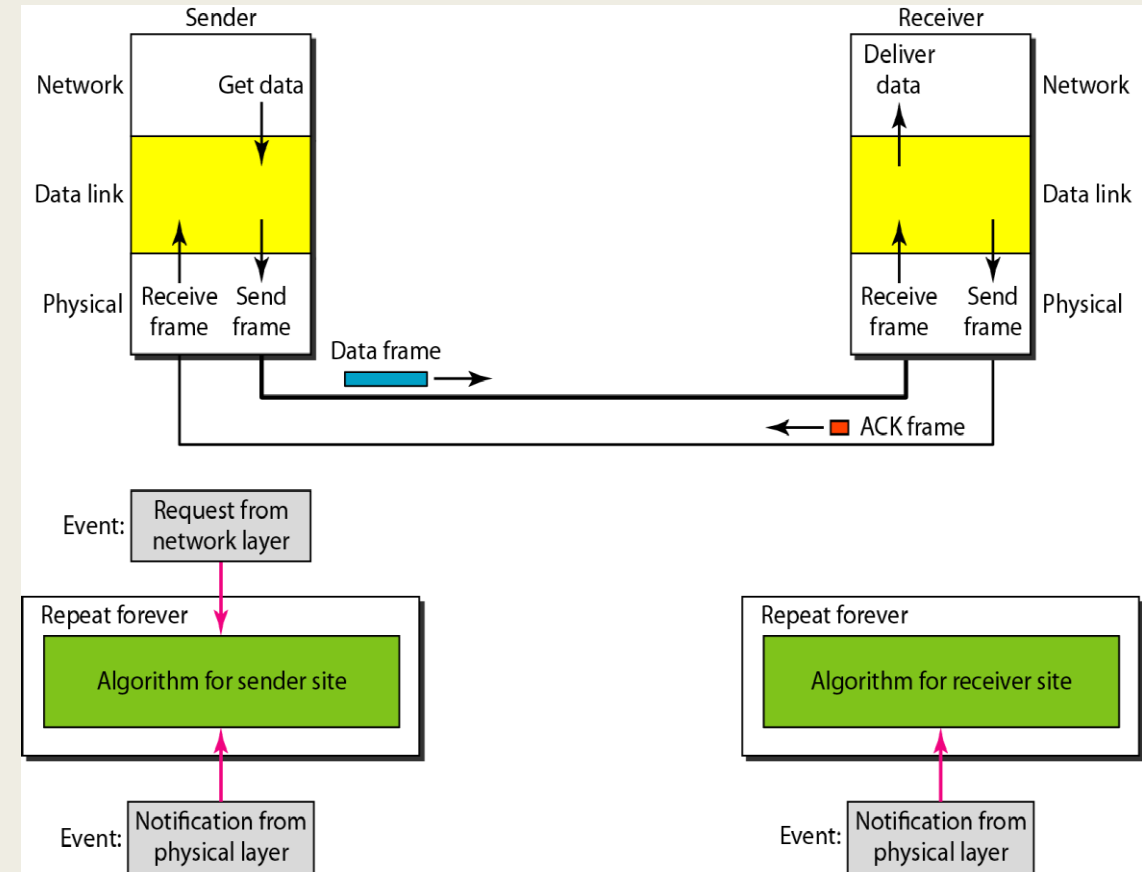 Sender
Receiver
Network
Get data
Deliver
data
Network
Data link
Data link
Physical
Receive
frame
Send
frame
Receive
frame
Send
frame
Physical
Data frame
ACK frame
Event:
Request from
network layer
Repeat forever
Algorithm for sender site
Repeat forever
Algorithm for receiver site
Event:
Notification from
physical layer
Event:
Notification from
physical layer